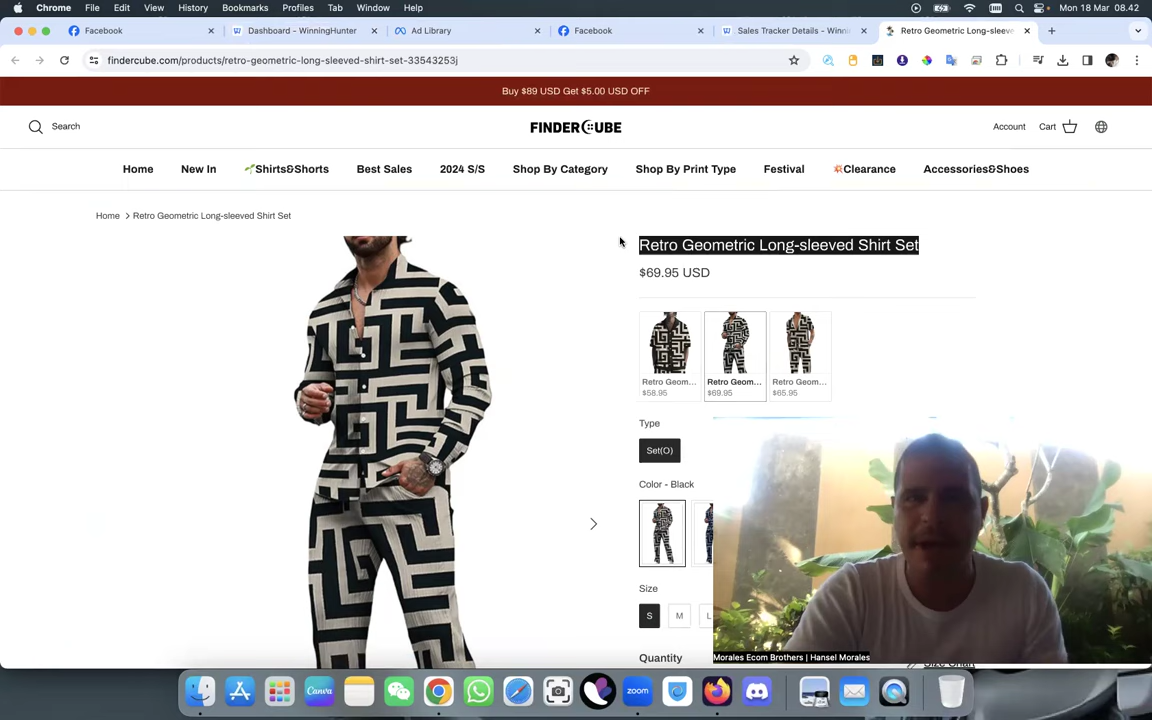 Chrome File Edit View History Bookmarks Profiles Tab Window Help Mon 18 Mar 08.42
Facebook Dashboard - WinningHunter Ad Library Facebook Sales Tracker Details - Winni Retro Geometric Long-sleeve
findercube.com/products/retro-geometric-long-sleeved-shirt-set-33543253j
Buy $89 USD Get $5.00 USD OFF
Search FINDERCUBE Account Cart
Home New In 🌱Shirts&Shorts Best Sales 2024 S/S Shop By Category Shop By Print Type Festival 💥Clearance Accessories&Shoes
Home > Retro Geometric Long-sleeved Shirt Set
Retro Geometric Long-sleeved Shirt Set
$69.95 USD
Retro Geom... Retro Geom... Retro Geom...
$58.95 $69.95 $65.95
Type
Set(O)
Color - Black
Size
S M L
Quantity Size Chart
Morales Ecom Brothers | Hansel Morales
Canva zoom